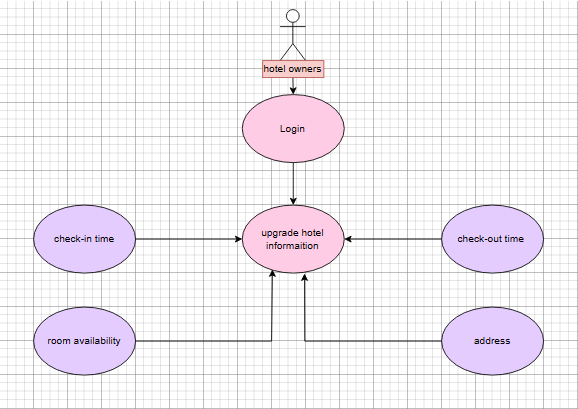 hotel owners
Login
upgrade hotel
informaition
check-in time
check-out time
room availability
address